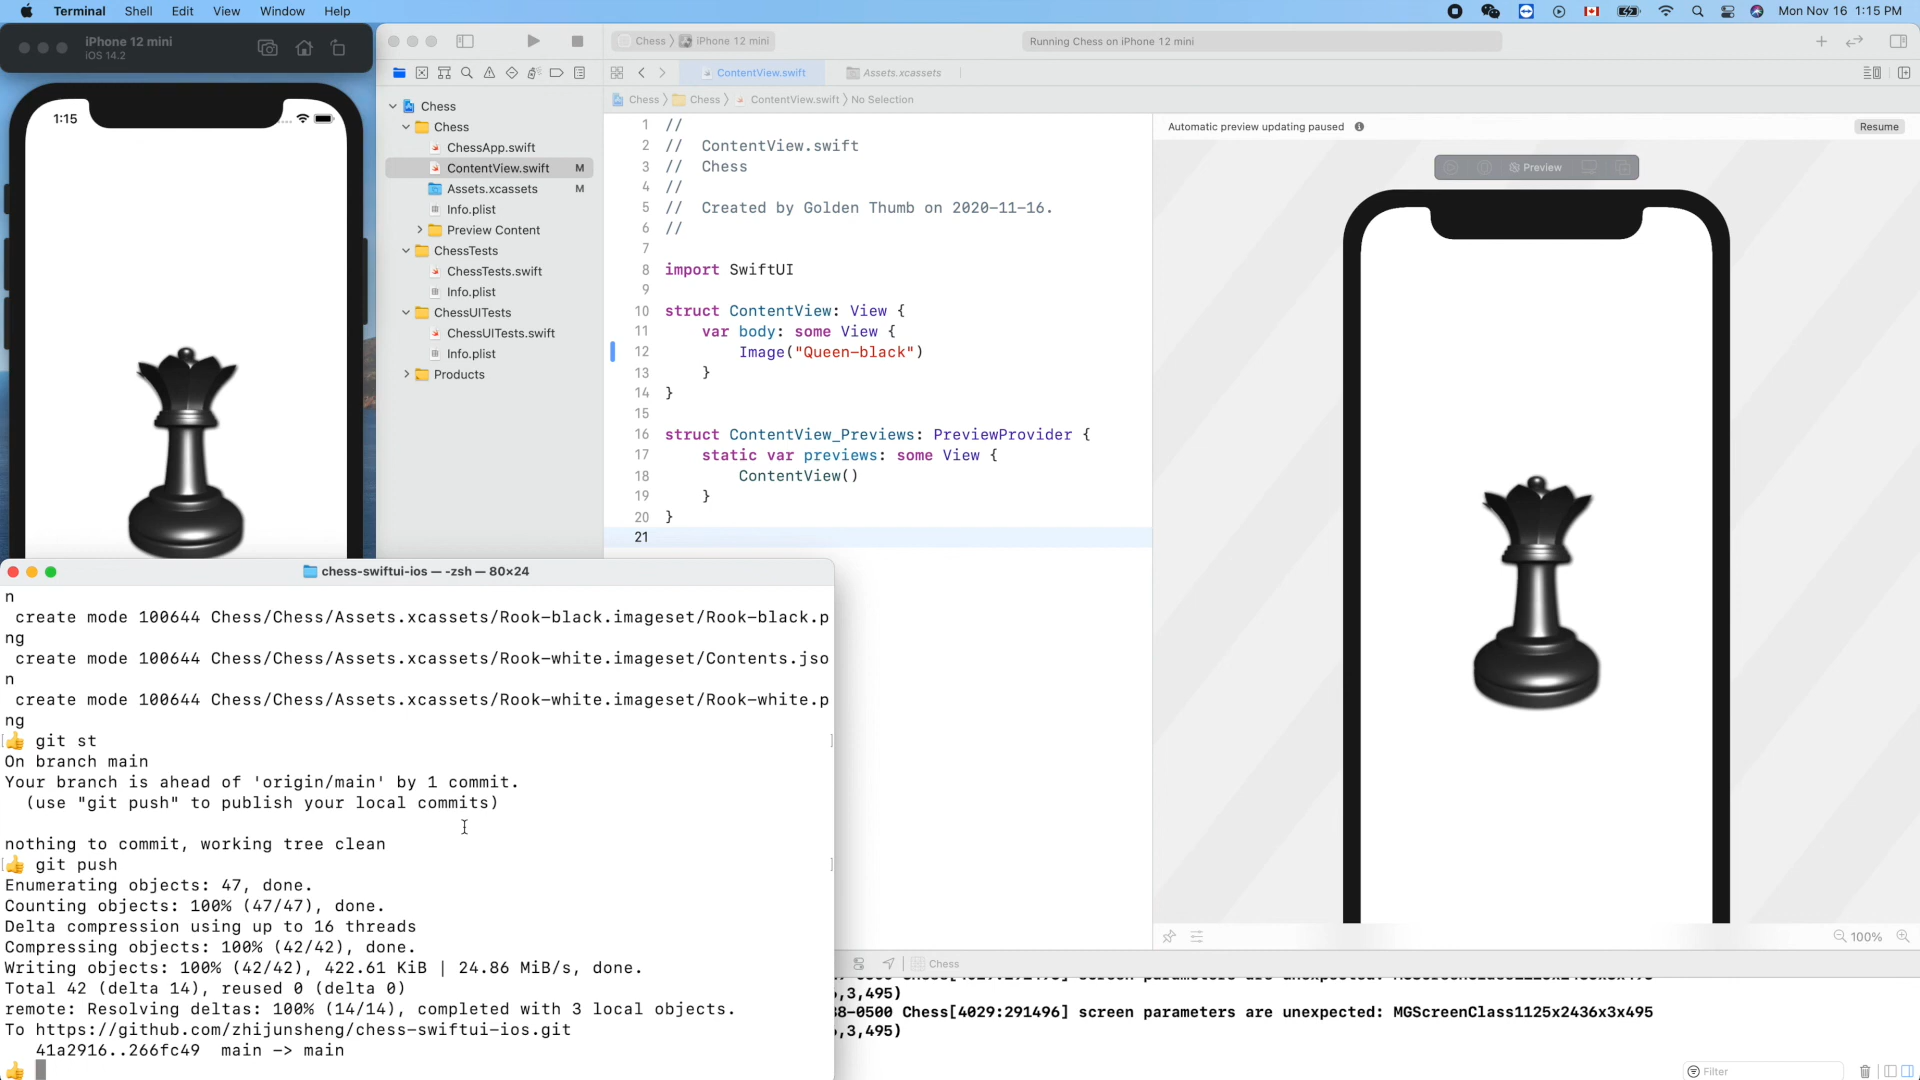 Terminal Shell Edit View Window Help
Mon Nov 16 1:15 PM
iPhone 12 mini
iOS 14.2
1:15
Chess
Chess
ChessApp.swift
ContentView.swift M
Assets.xcassets M
Info.plist
Preview Content
ChessTests
ChessTests.swift
Info.plist
ChessUITests
ChessUITests.swift
Info.plist
Products
Chess iPhone 12 mini
Running Chess on iPhone 12 mini
ContentView.swift Assets.xcassets
Chess Chess ContentView.swift No Selection
1 //
2 // ContentView.swift
3 // Chess
4 //
5 // Created by Golden Thumb on 2020-11-16.
6 //
7
8 import SwiftUI
9
10 struct ContentView: View {
11 var body: some View {
12 Image("Queen-black")
13 }
14 }
15
16 struct ContentView_Previews: PreviewProvider {
17 static var previews: some View {
18 ContentView()
19 }
20 }
21
Automatic preview updating paused
Resume
Preview
100%
chess-swiftui-ios — -zsh — 80×24
n
create mode 100644 Chess/Chess/Assets.xcassets/Rook-black.imageset/Rook-black.p
ng
create mode 100644 Chess/Chess/Assets.xcassets/Rook-white.imageset/Contents.jso
n
create mode 100644 Chess/Chess/Assets.xcassets/Rook-white.imageset/Rook-white.p
ng
[👍 git st ]
On branch main
Your branch is ahead of 'origin/main' by 1 commit.
(use "git push" to publish your local commits)
nothing to commit, working tree clean
[👍 git push ]
Enumerating objects: 47, done.
Counting objects: 100% (47/47), done.
Delta compression using up to 16 threads
Compressing objects: 100% (42/42), done.
Writing objects: 100% (42/42), 422.61 KiB | 24.86 MiB/s, done.
Total 42 (delta 14), reused 0 (delta 0)
remote: Resolving deltas: 100% (14/14), completed with 3 local objects.
To https://github.com/zhijunsheng/chess-swiftui-ios.git
41a2916..266fc49 main -> main
👍
Chess
,3,495)
8-0500 Chess[4029:291496] screen parameters are unexpected: MGScreenClass1125x2436x3x495
,3,495)
Filter